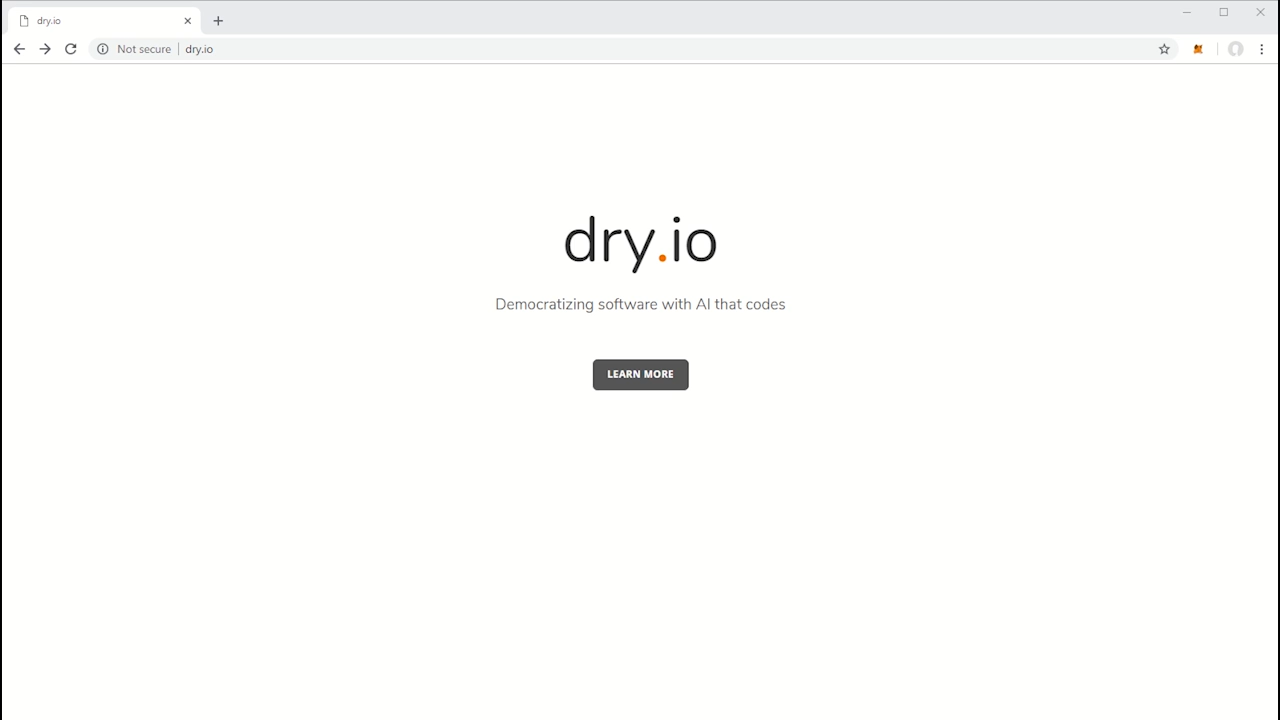 dry.io
Not secure | dry.io
dry.io
Democratizing software with AI that codes
LEARN MORE